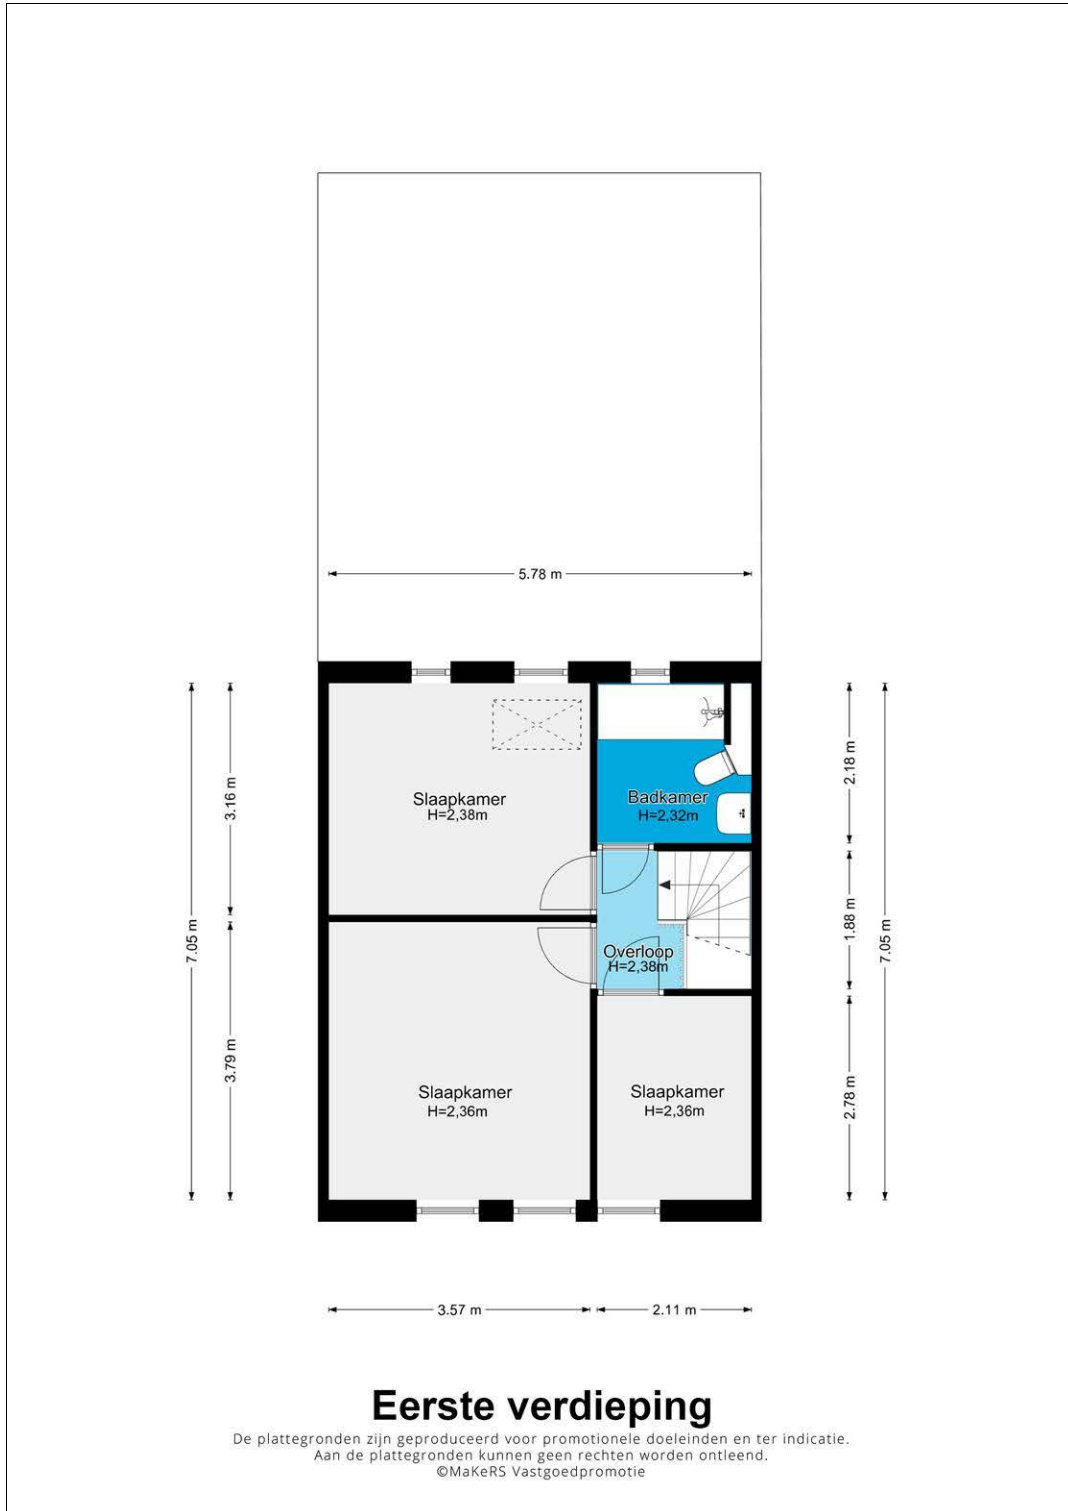 5.78 m
3.16 m
7.05 m
3.79 m
Slaapkamer
H=2,38m
Badkamer
H=2,32m
Overloop
H=2,38m
Slaapkamer
H=2,36m
Slaapkamer
H=2,36m
2.18 m
1.88 m
7.05 m
2.78 m
3.57 m
2.11 m
Eerste verdieping
De plattegronden zijn geproduceerd voor promotionele doeleinden en ter indicatie.
Aan de plattegronden kunnen geen rechten worden ontleend.
©MaKeRS Vastgoedpromotie